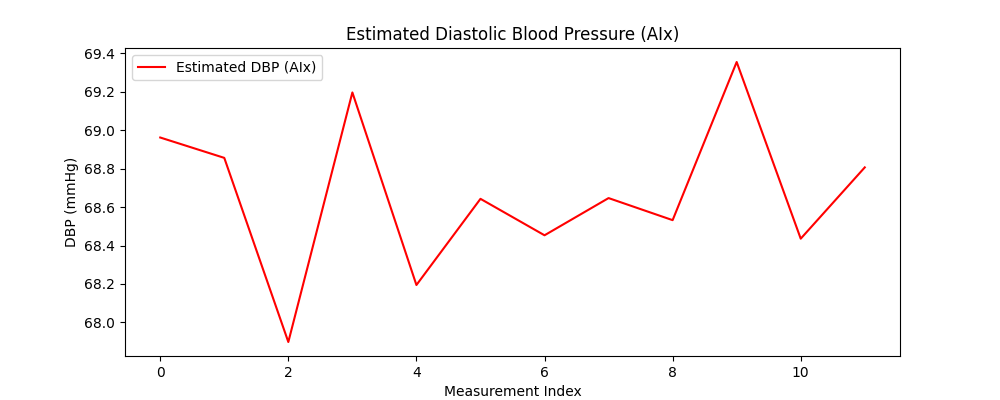 Estimated Diastolic Blood Pressure (AIx)
69.4
69.2
69.0
68.8
68.6
68.4
68.2
68.0
DBP (mmHg)
Estimated DBP (AIx)
0 2 4 6 8 10
Measurement Index